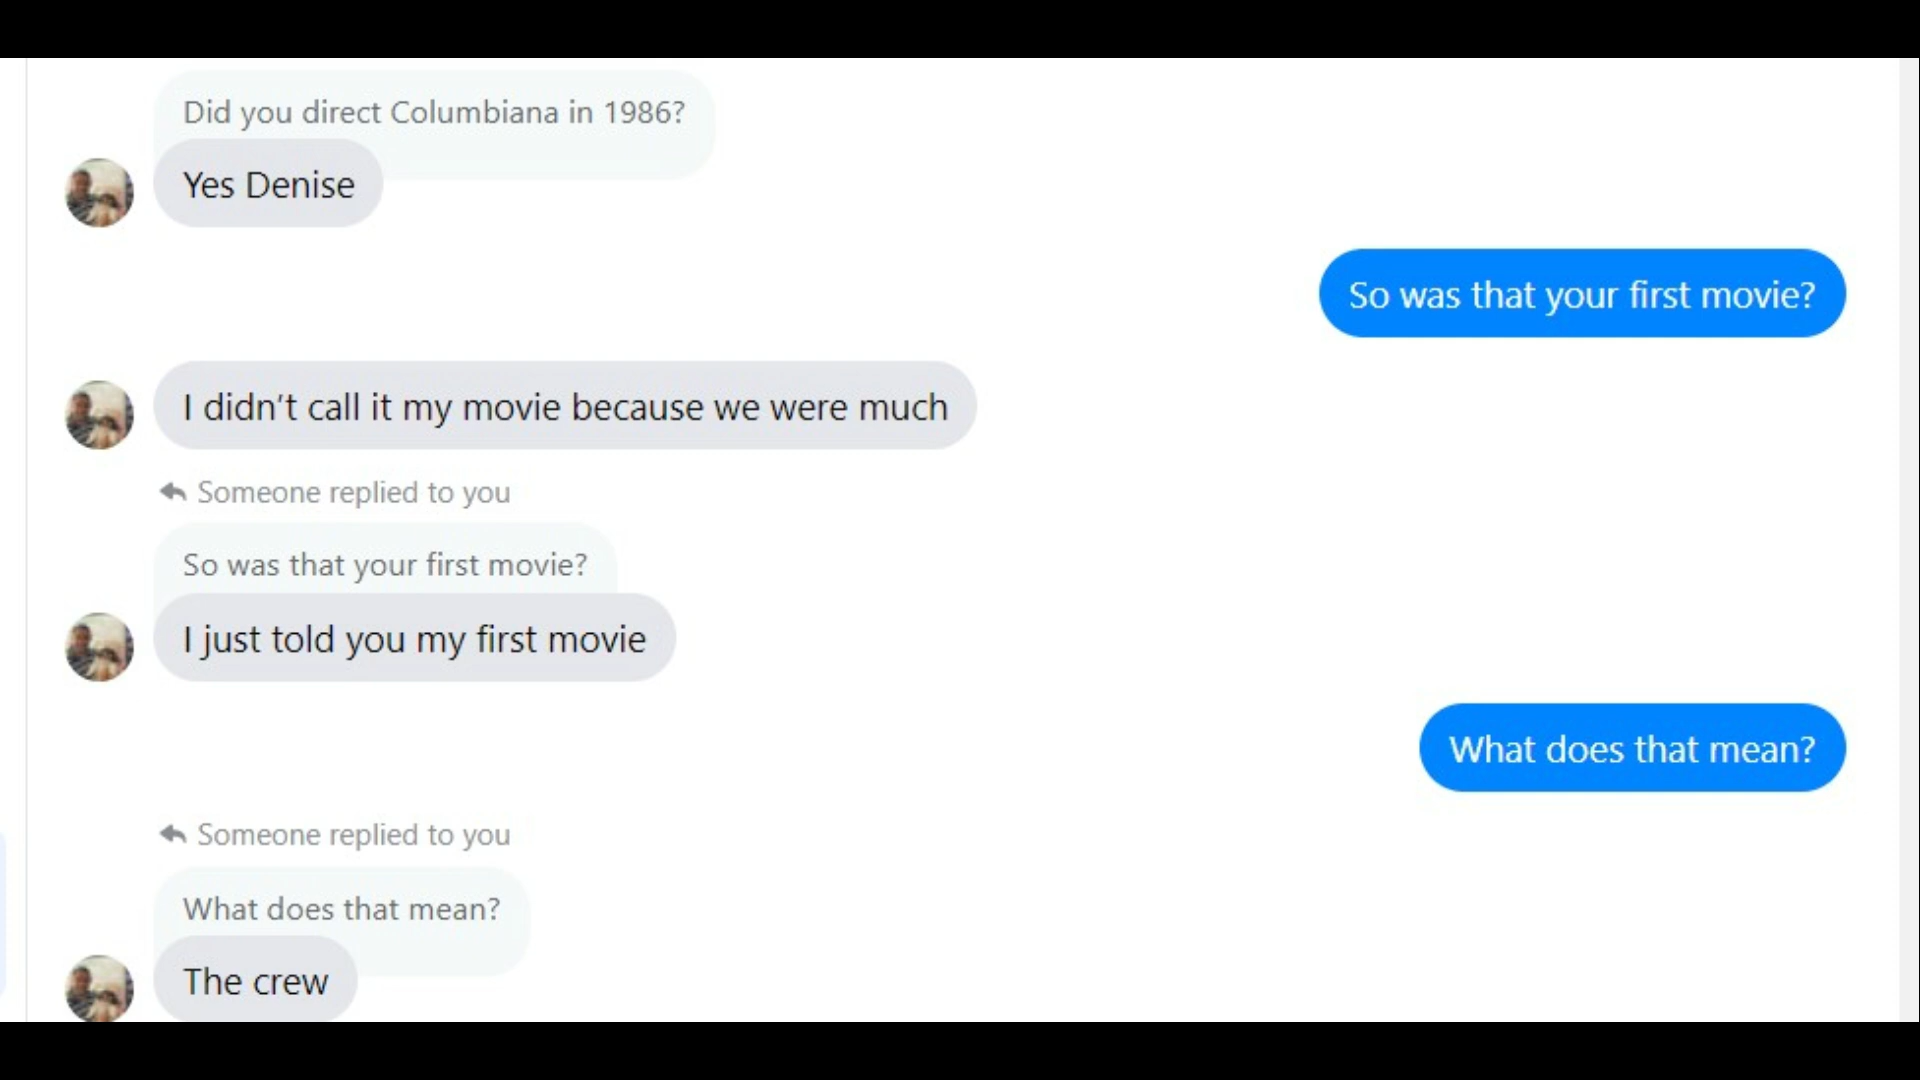 Did you direct Columbiana in 1986?
Yes Denise
So was that your first movie?
I didn't call it my movie because we were much
Someone replied to you
So was that your first movie?
I just told you my first movie
What does that mean?
Someone replied to you
What does that mean?
The crew